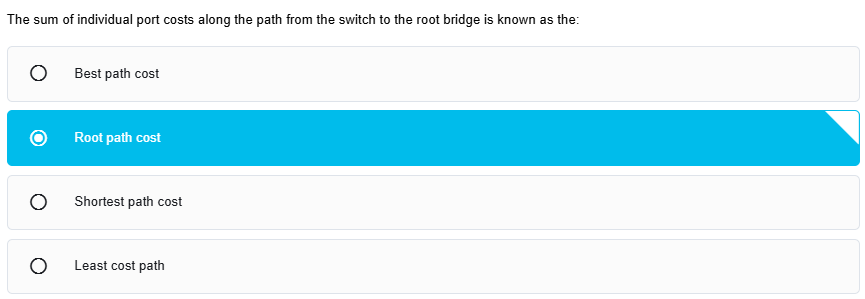 The sum of individual port costs along the path from the switch to the root bridge is known as the:
Best path cost
Root path cost
Shortest path cost
Least cost path